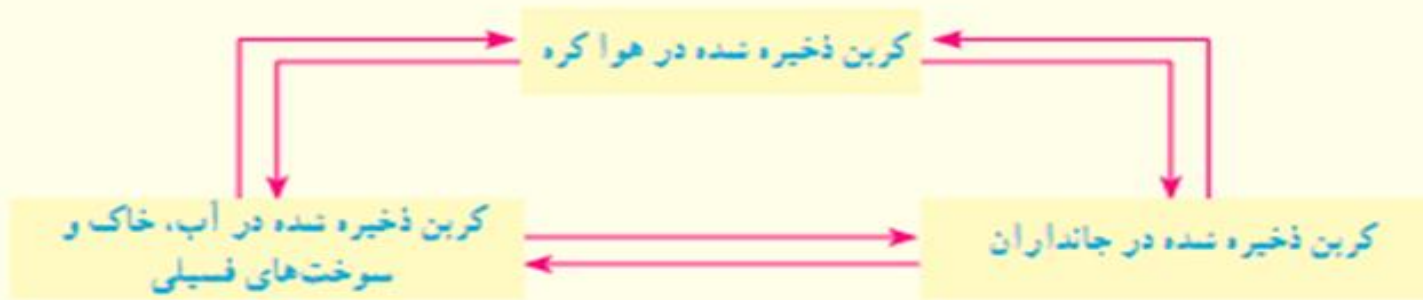 کربن ذخیره شده در هوا کره
کربن ذخیره شده در جانداران
کربن ذخیره شده در آب، خاک و
سوخت‌های فسیلی